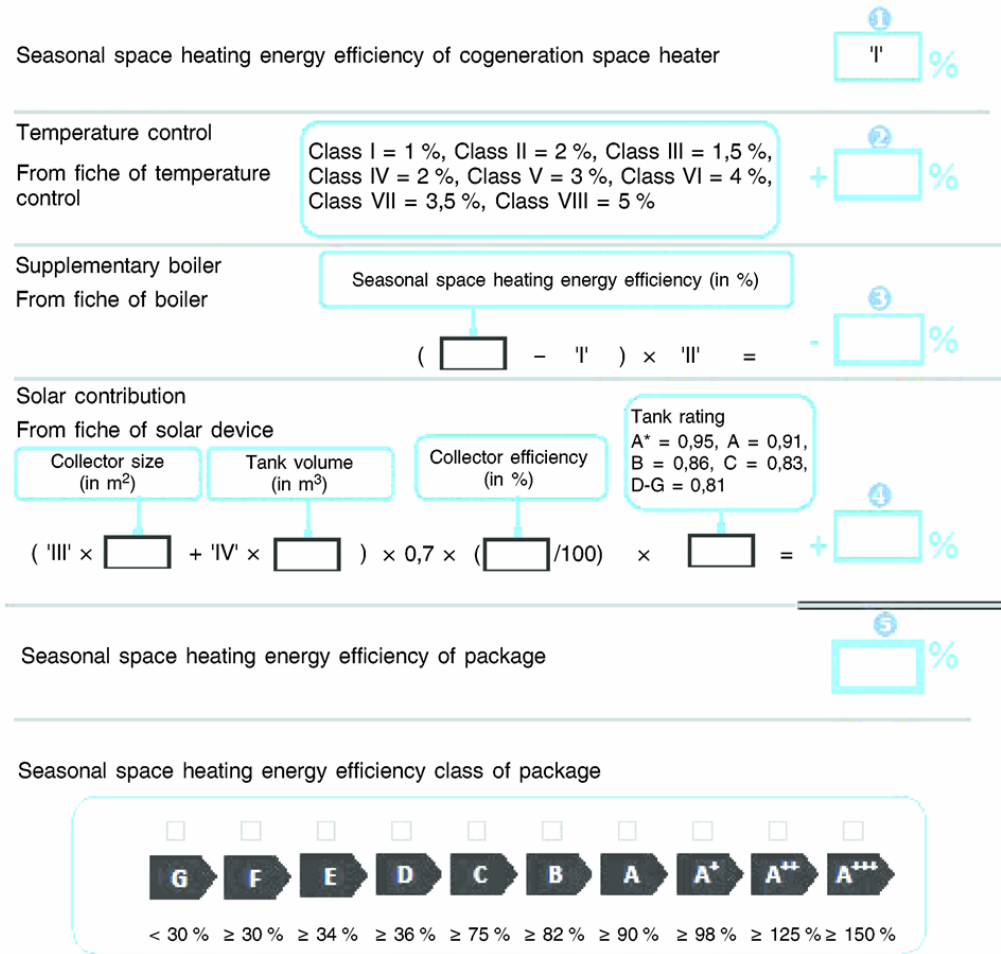 ①
Seasonal space heating energy efficiency of cogeneration space heater 'I' %
Temperature control
②
From fiche of temperature control
Class I = 1 %, Class II = 2 %, Class III = 1,5 %,
Class IV = 2 %, Class V = 3 %, Class VI = 4 %,
Class VII = 3,5 %, Class VIII = 5 %
+ %
Supplementary boiler
From fiche of boiler
Seasonal space heating energy efficiency (in %)
③
( − 'I' ) × 'II' = - %
Solar contribution
From fiche of solar device
Collector size
(in m²)
Tank volume
(in m³)
Collector efficiency
(in %)
Tank rating
A* = 0,95, A = 0,91,
B = 0,86, C = 0,83,
D-G = 0,81
④
( 'III' × + 'IV' × ) × 0,7 × ( /100) × = + %
⑤
Seasonal space heating energy efficiency of package %
Seasonal space heating energy efficiency class of package
G F E D C B A A⁺ A⁺⁺ A⁺⁺⁺
< 30 % ≥ 30 % ≥ 34 % ≥ 36 % ≥ 75 % ≥ 82 % ≥ 90 % ≥ 98 % ≥ 125 % ≥ 150 %